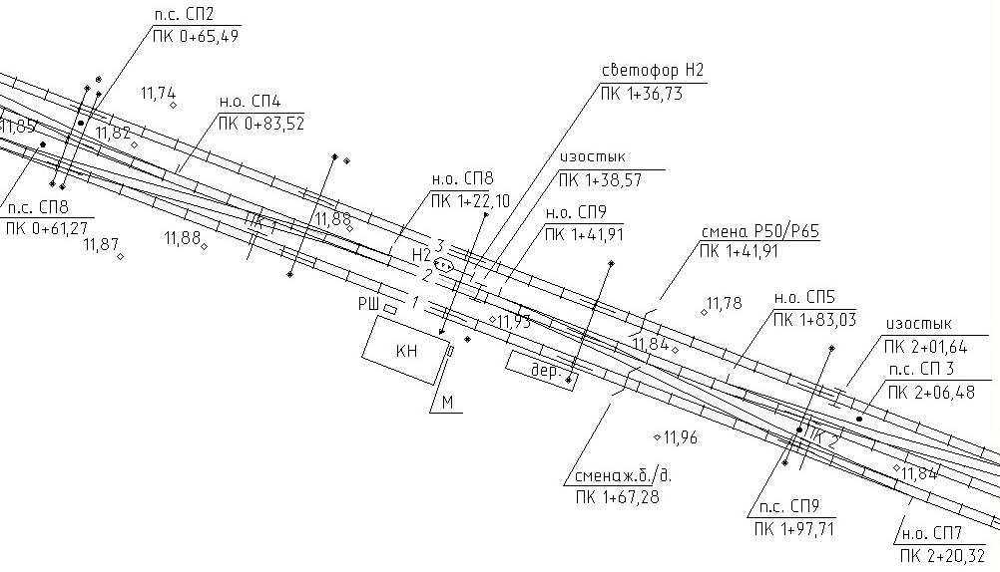 п.с. СП2
ПК 0+65,49
светофор Н2
ПК 1+36,73
11,74
н.о. СП4
ПК 0+83,52
11,85
11,82
изостык
ПК 1+38,57
н.о. СП8
ПК 1+22,10
п.с. СП8
ПК 0+61,27
11,87
11,88
ПК 1
11,88
н.о. СП9
ПК 1+41,91
смена Р50/Р65
ПК 1+41,91
3
Н2
2
1
РШ
КН
М
11,93
дер.
11,84
11,78
н.о. СП5
ПК 1+83,03
изостык
ПК 2+01,64
п.с. СП 3
ПК 2+06,48
11,96
ПК 2
11,84
сменаж.б./д.
ПК 1+67,28
п.с. СП9
ПК 1+97,71
н.о. СП7
ПК 2+20,32